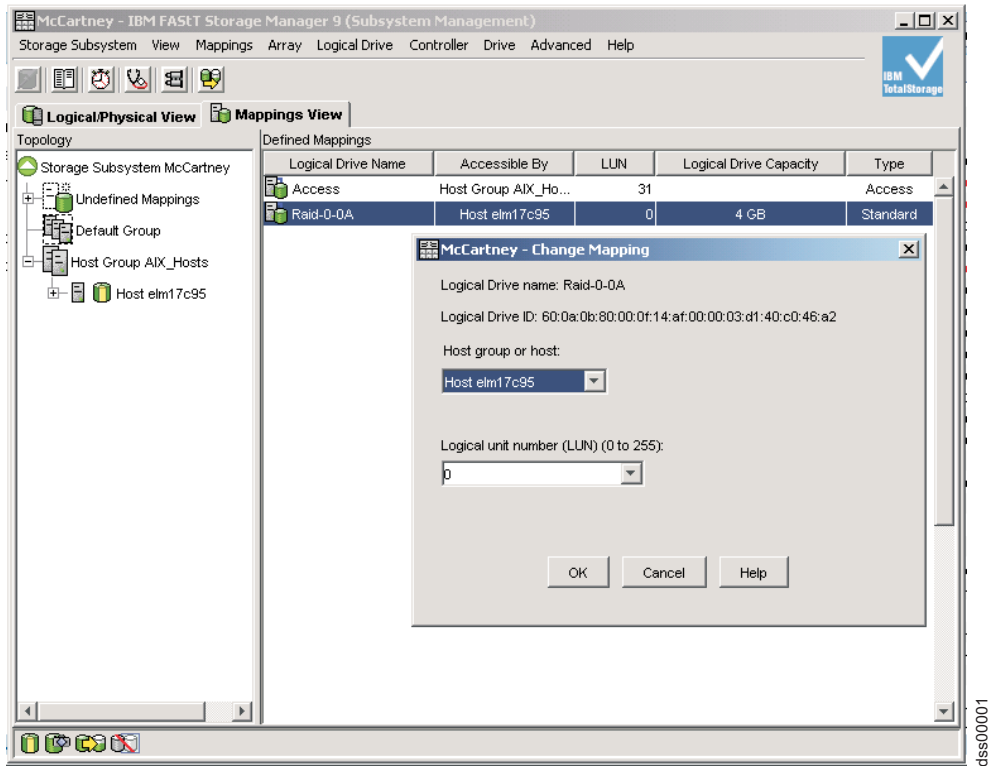 McCartney - IBM FAStT Storage Manager 9 (Subsystem Management)
Storage Subsystem View Mappings Array Logical Drive Controller Drive Advanced Help
IBM
TotalStorage
Logical/Physical View Mappings View
Topology
Storage Subsystem McCartney
Undefined Mappings
Default Group
Host Group AIX_Hosts
Host elm17c95
Defined Mappings
Logical Drive Name Accessible By LUN Logical Drive Capacity Type
Access Host Group AIX_Ho... 31 Access
Raid-0-0A Host elm17c95 0 4 GB Standard
McCartney - Change Mapping
Logical Drive name: Raid-0-0A
Logical Drive ID: 60:0a:0b:80:00:0f:14:af:00:00:03:d1:40:c0:46:a2
Host group or host:
Host elm17c95
Logical unit number (LUN) (0 to 255):
0
OK Cancel Help
dss00001